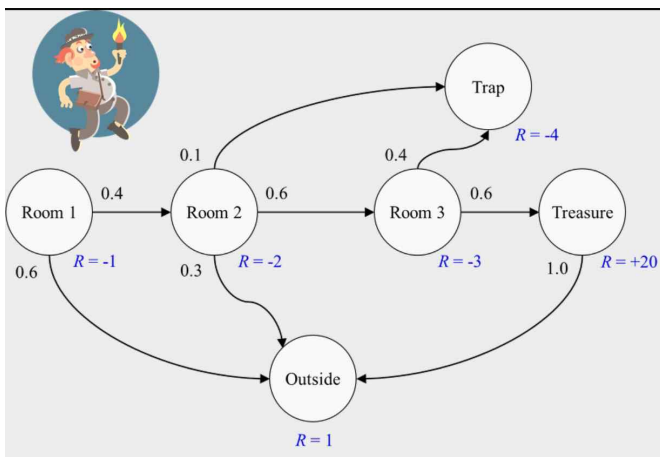 Trap
R = -4
0.1
0.4
Room 1
0.4
Room 2
0.6
Room 3
0.6
Treasure
0.6
R = -1
0.3
R = -2
R = -3
1.0
R = +20
Outside
R = 1